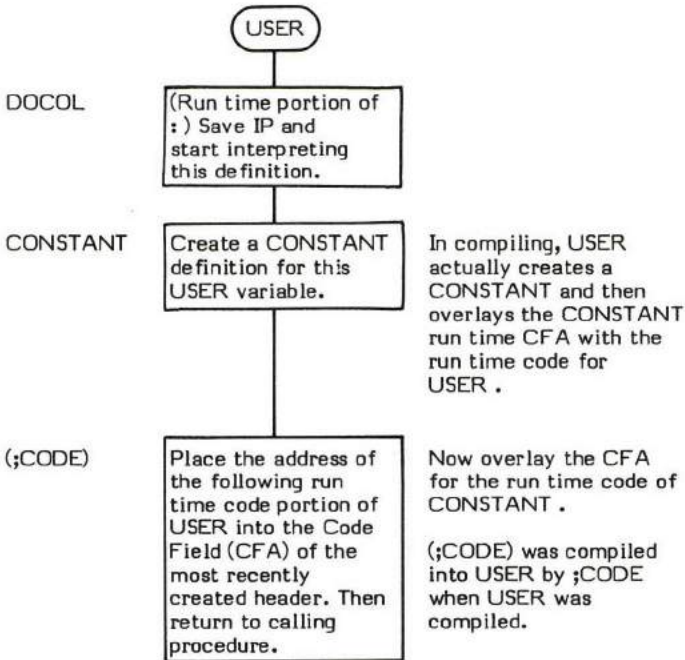 USER
DOCOL
(Run time portion of
: ) Save IP and
start interpreting
this definition.
CONSTANT
Create a CONSTANT
definition for this
USER variable.
In compiling, USER
actually creates a
CONSTANT and then
overlays the CONSTANT
run time CFA with the
run time code for
USER .
(;CODE)
Place the address of
the following run
time code portion of
USER into the Code
Field (CFA) of the
most recently
created header. Then
return to calling
procedure.
Now overlay the CFA
for the run time code of
CONSTANT .
(;CODE) was compiled
into USER by ;CODE
when USER was
compiled.